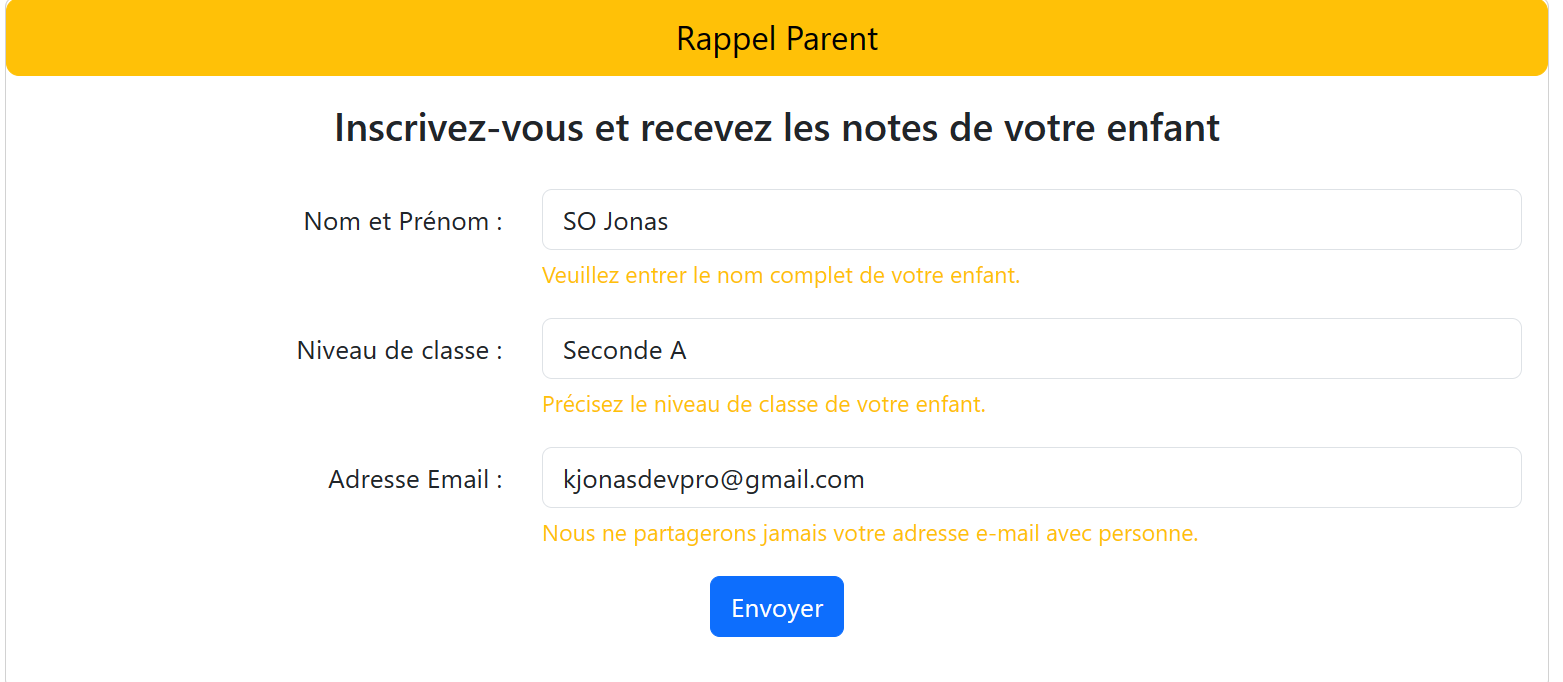 Rappel Parent
Inscrivez-vous et recevez les notes de votre enfant
Nom et Prénom : SO Jonas
Veuillez entrer le nom complet de votre enfant.
Niveau de classe : Seconde A
Précisez le niveau de classe de votre enfant.
Adresse Email : kjonasdevpro@gmail.com
Nous ne partagerons jamais votre adresse e-mail avec personne.
Envoyer